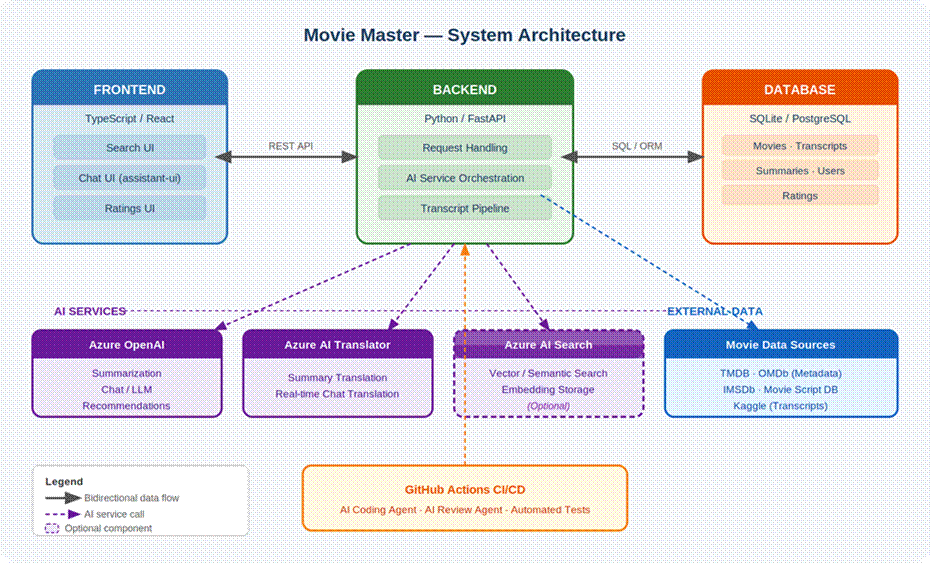 Movie Master — System Architecture
FRONTEND
TypeScript / React
Search UI
Chat UI (assistant-ui)
Ratings UI
REST API
BACKEND
Python / FastAPI
Request Handling
AI Service Orchestration
Transcript Pipeline
SQL / ORM
DATABASE
SQLite / PostgreSQL
Movies · Transcripts
Summaries · Users
Ratings
AI SERVICES
EXTERNAL DATA
Azure OpenAI
Summarization
Chat / LLM
Recommendations
Azure AI Translator
Summary Translation
Real-time Chat Translation
Azure AI Search
Vector / Semantic Search
Embedding Storage
(Optional)
Movie Data Sources
TMDB · OMDb (Metadata)
IMSDb · Movie Script DB
Kaggle (Transcripts)
Legend
Bidirectional data flow
AI service call
Optional component
GitHub Actions CI/CD
AI Coding Agent · AI Review Agent · Automated Tests